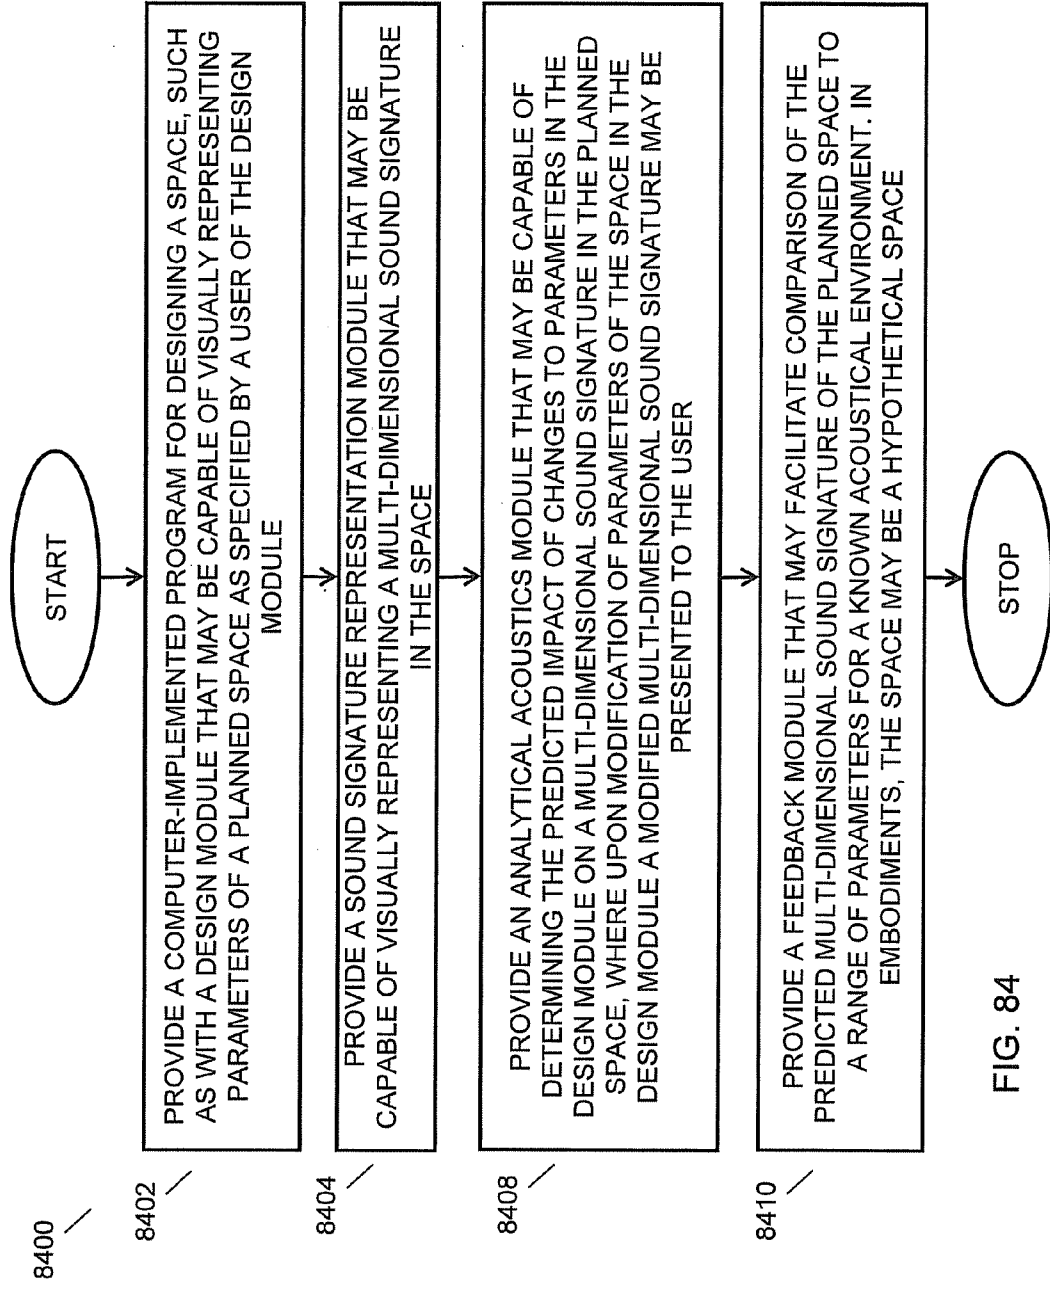 8400
START
8402
PROVIDE A COMPUTER-IMPLEMENTED PROGRAM FOR DESIGNING A SPACE, SUCH
AS WITH A DESIGN MODULE THAT MAY BE CAPABLE OF VISUALLY REPRESENTING
PARAMETERS OF A PLANNED SPACE AS SPECIFIED BY A USER OF THE DESIGN
MODULE
8404
PROVIDE A SOUND SIGNATURE REPRESENTATION MODULE THAT MAY BE
CAPABLE OF VISUALLY REPRESENTING A MULTI-DIMENSIONAL SOUND SIGNATURE
IN THE SPACE
8408
PROVIDE AN ANALYTICAL ACOUSTICS MODULE THAT MAY BE CAPABLE OF
DETERMINING THE PREDICTED IMPACT OF CHANGES TO PARAMETERS IN THE
DESIGN MODULE ON A MULTI-DIMENSIONAL SOUND SIGNATURE IN THE PLANNED
SPACE, WHERE UPON MODIFICATION OF PARAMETERS OF THE SPACE IN THE
DESIGN MODULE A MODIFIED MULTI-DIMENSIONAL SOUND SIGNATURE MAY BE
PRESENTED TO THE USER
8410
PROVIDE A FEEDBACK MODULE THAT MAY FACILITATE COMPARISON OF THE
PREDICTED MULTI-DIMENSIONAL SOUND SIGNATURE OF THE PLANNED SPACE TO
A RANGE OF PARAMETERS FOR A KNOWN ACOUSTICAL ENVIRONMENT. IN
EMBODIMENTS, THE SPACE MAY BE A HYPOTHETICAL SPACE
STOP
FIG. 84